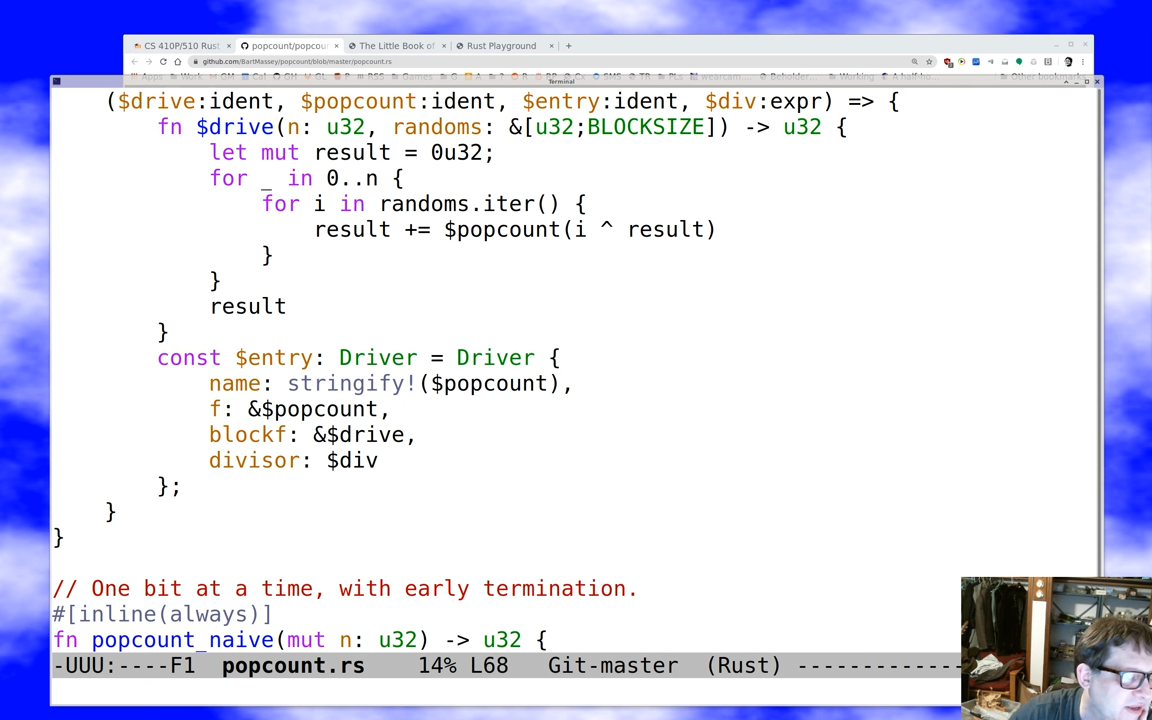 CS 410P/510 Rust × popcount/popcou × The Little Book of × Rust Playground × +
github.com/BartMassey/popcount/blob/master/popcount.rs
Terminal
($drive:ident, $popcount:ident, $entry:ident, $div:expr) => {
fn $drive(n: u32, randoms: &[u32;BLOCKSIZE]) -> u32 {
let mut result = 0u32;
for _ in 0..n {
for i in randoms.iter() {
result += $popcount(i ^ result)
}
}
result
}
const $entry: Driver = Driver {
name: stringify!($popcount),
f: &$popcount,
blockf: &$drive,
divisor: $div
};
}
}
// One bit at a time, with early termination.
#[inline(always)]
fn popcount_naive(mut n: u32) -> u32 {
-UUU:----F1 popcount.rs 14% L68 Git-master (Rust) -------------